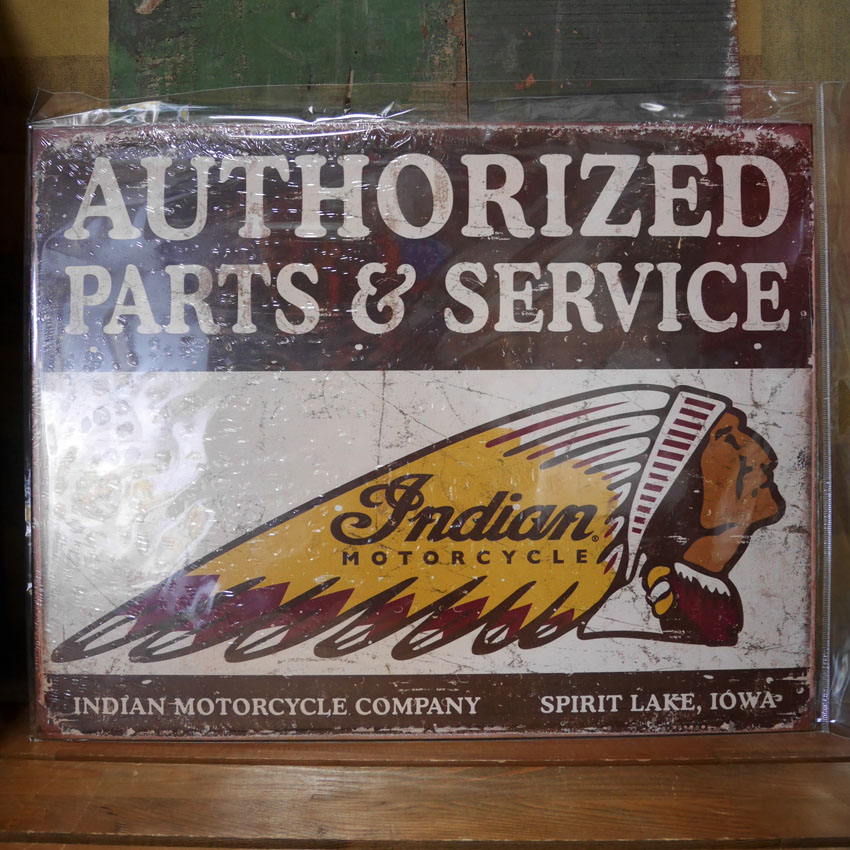 AUTHORIZED
PARTS & SERVICE
Indian®
MOTORCYCLE
INDIAN MOTORCYCLE COMPANY SPIRIT LAKE, IOWA